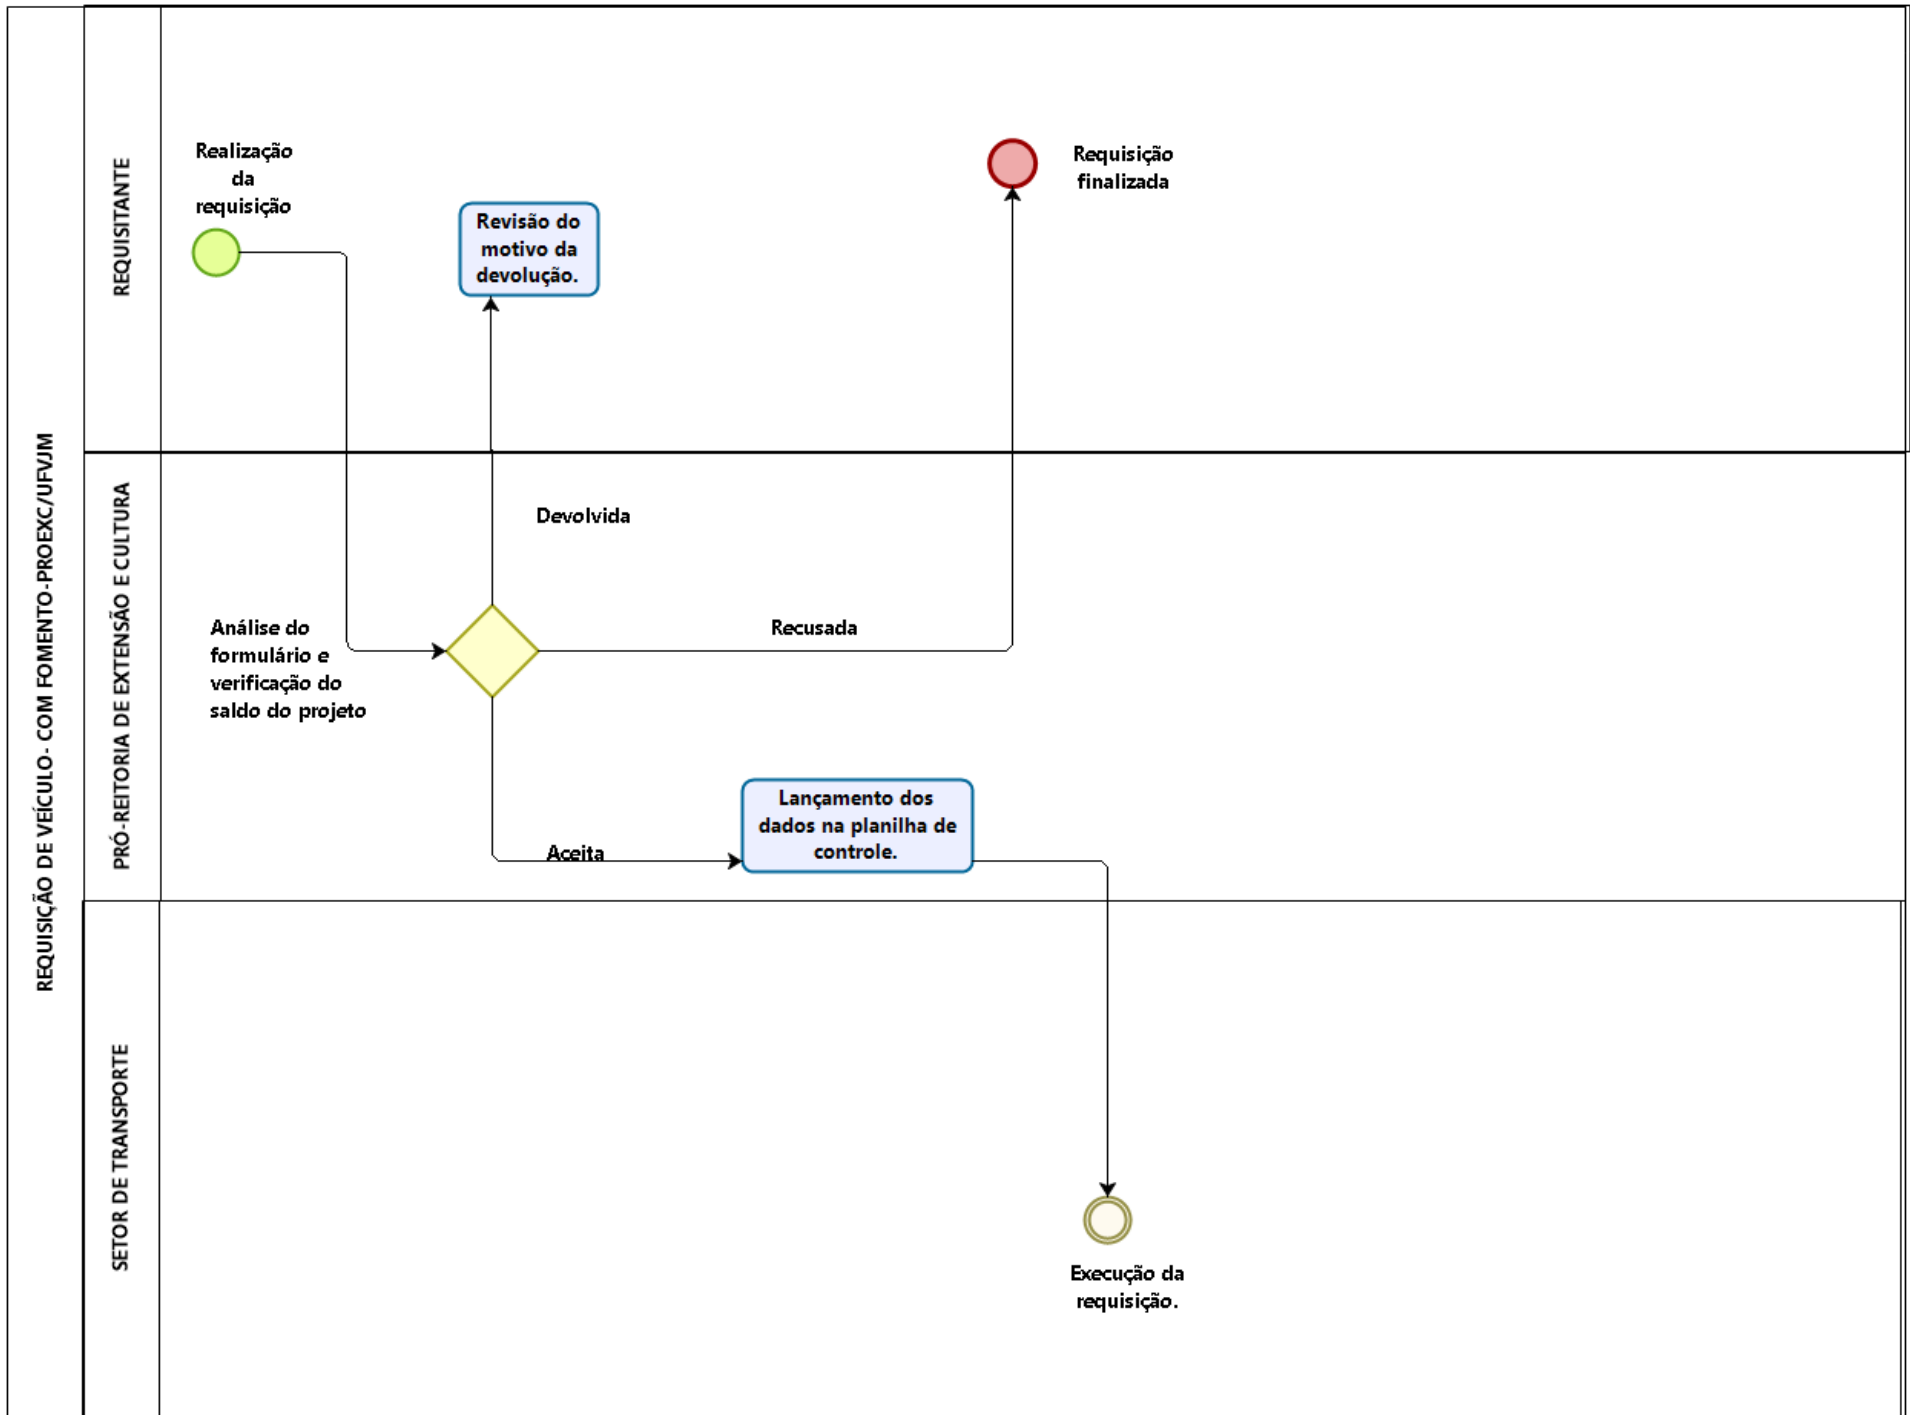 REQUISIÇÃO DE VEÍCULO- COM FOMENTO-PROEXC/UFVJM
REQUISITANTE
Realização
da
requisição
Revisão do
motivo da
devolução.
Requisição
finalizada
PRÓ-REITORIA DE EXTENSÃO E CULTURA
Devolvida
Análise do
formulário e
verificação do
saldo do projeto
Recusada
Aceita
Lançamento dos
dados na planilha de
controle.
SETOR DE TRANSPORTE
Execução da
requisição.